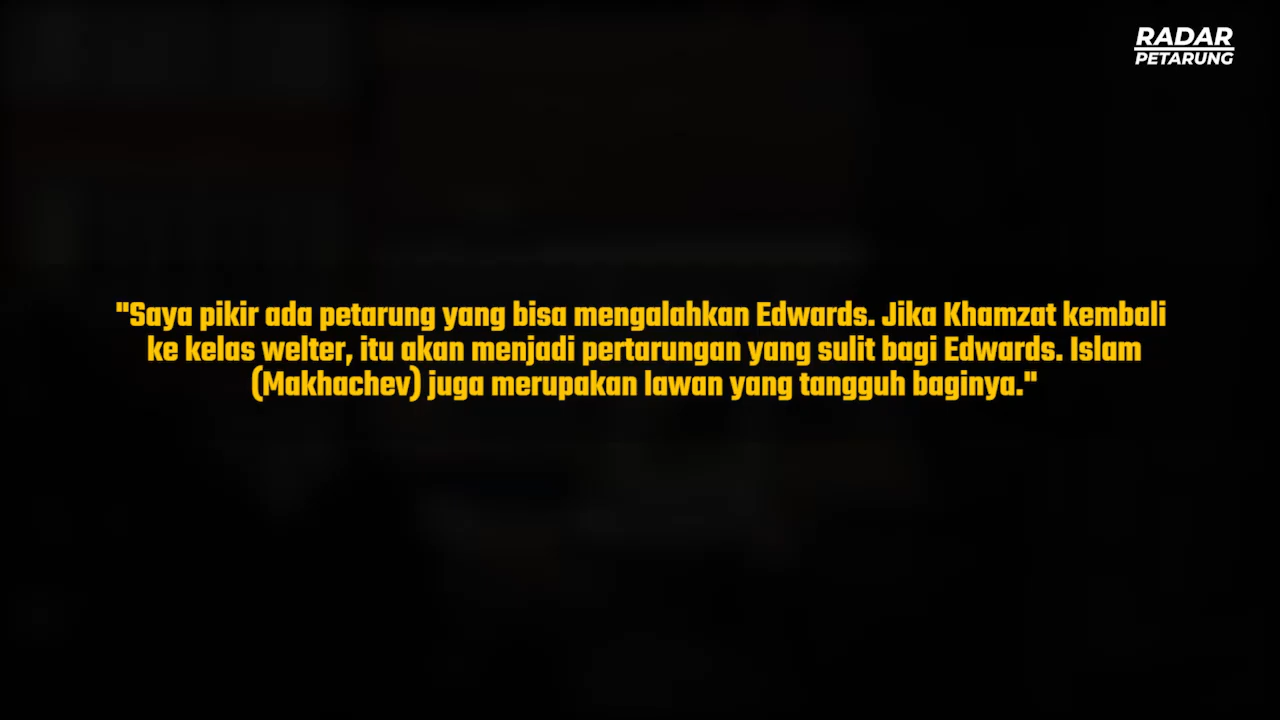 RADAR
PETARUNG
"Saya pikir ada petarung yang bisa mengalahkan Edwards. Jika Khamzat kembali
ke kelas welter, itu akan menjadi pertarungan yang sulit bagi Edwards. Islam
(Makhachev) juga merupakan lawan yang tangguh baginya."